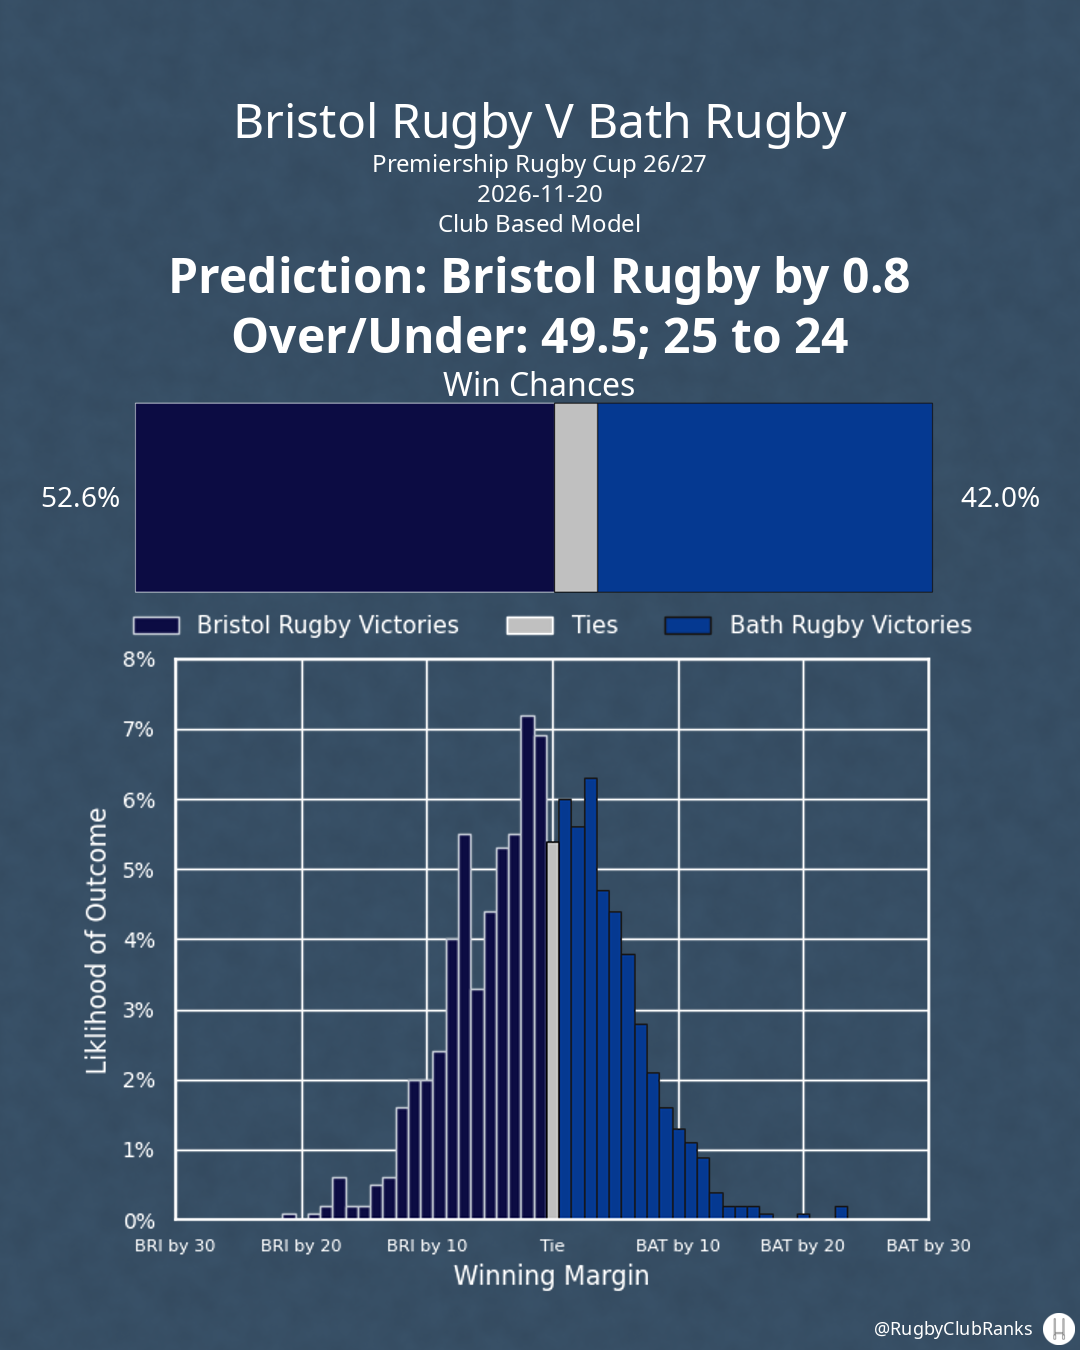 Bristol Rugby V Bath Rugby
Premiership Rugby Cup 26/27
2026-11-20
Club Based Model
Prediction: Bristol Rugby by 0.8
Over/Under: 49.5; 25 to 24
Win Chances
52.6%
42.0%
Bristol Rugby Victories
Ties
Bath Rugby Victories
8%
7%
6%
5%
4%
3%
2%
1%
0%
Liklihood of Outcome
BRI by 30
BRI by 20
BRI by 10
Tie
BAT by 10
BAT by 20
BAT by 30
Winning Margin
@RugbyClubRanks